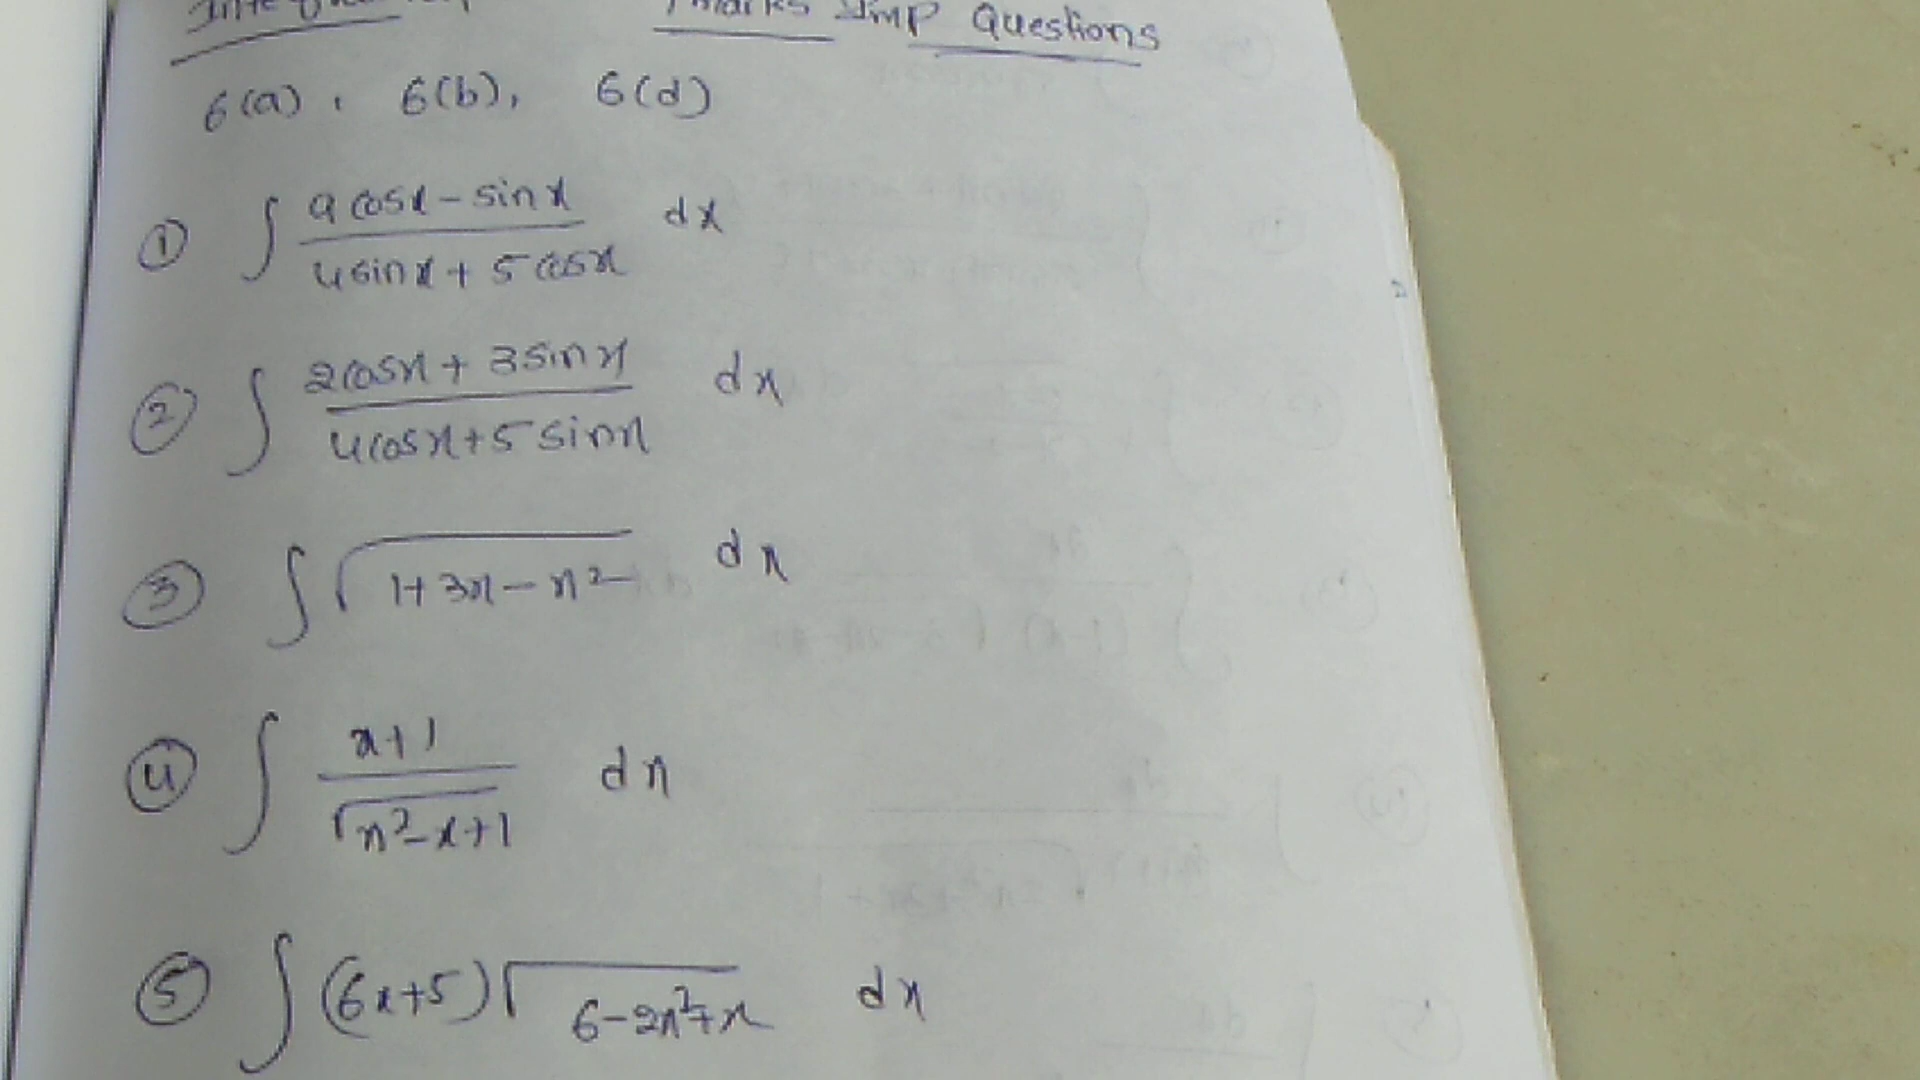 Imp Questions
6(a), 6(b), 6(d)
① ∫ (9cosx - sinx)/(4sinx + 5cosx) dx
② ∫ (2cosx + 3sinx)/(4cosx + 5sinx) dx
③ ∫ √(1+3x-x²) dx
④ ∫ (x+1)/√(x²-x+1) dx
⑤ ∫ (6x+5)√(6-2x²+x) dx